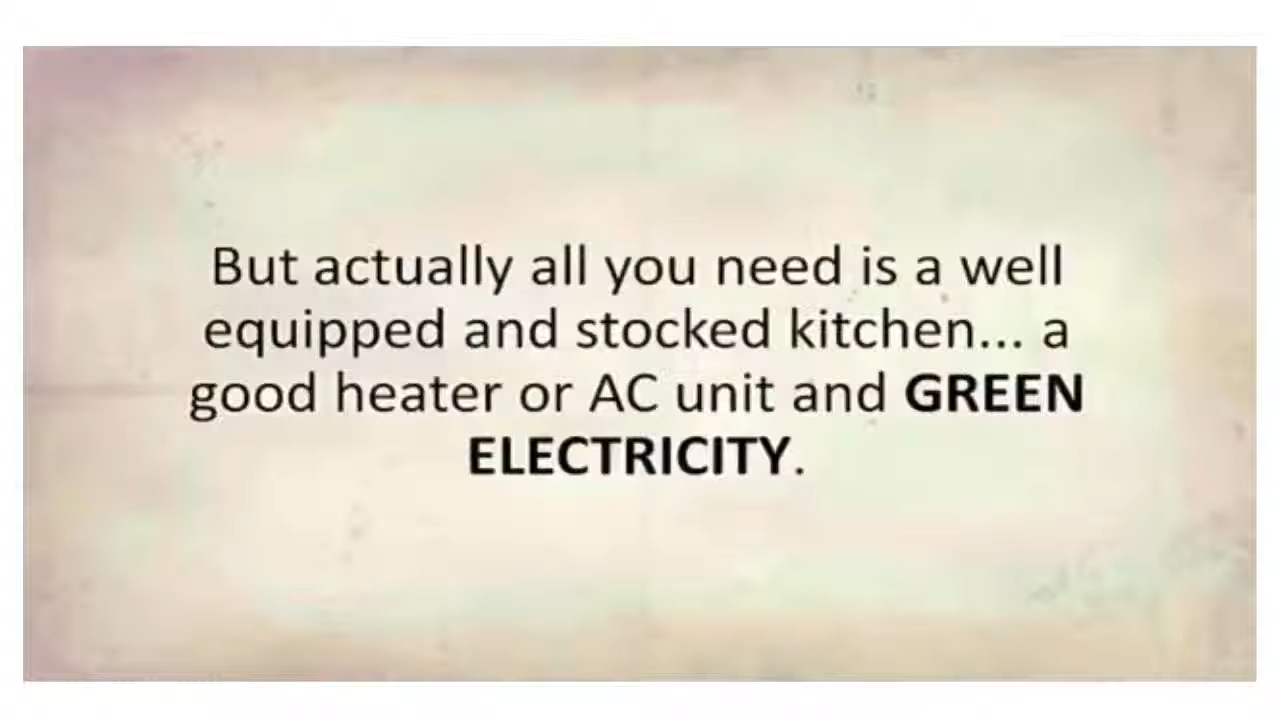 But actually all you need is a well
equipped and stocked kitchen... a
good heater or AC unit and GREEN
ELECTRICITY.